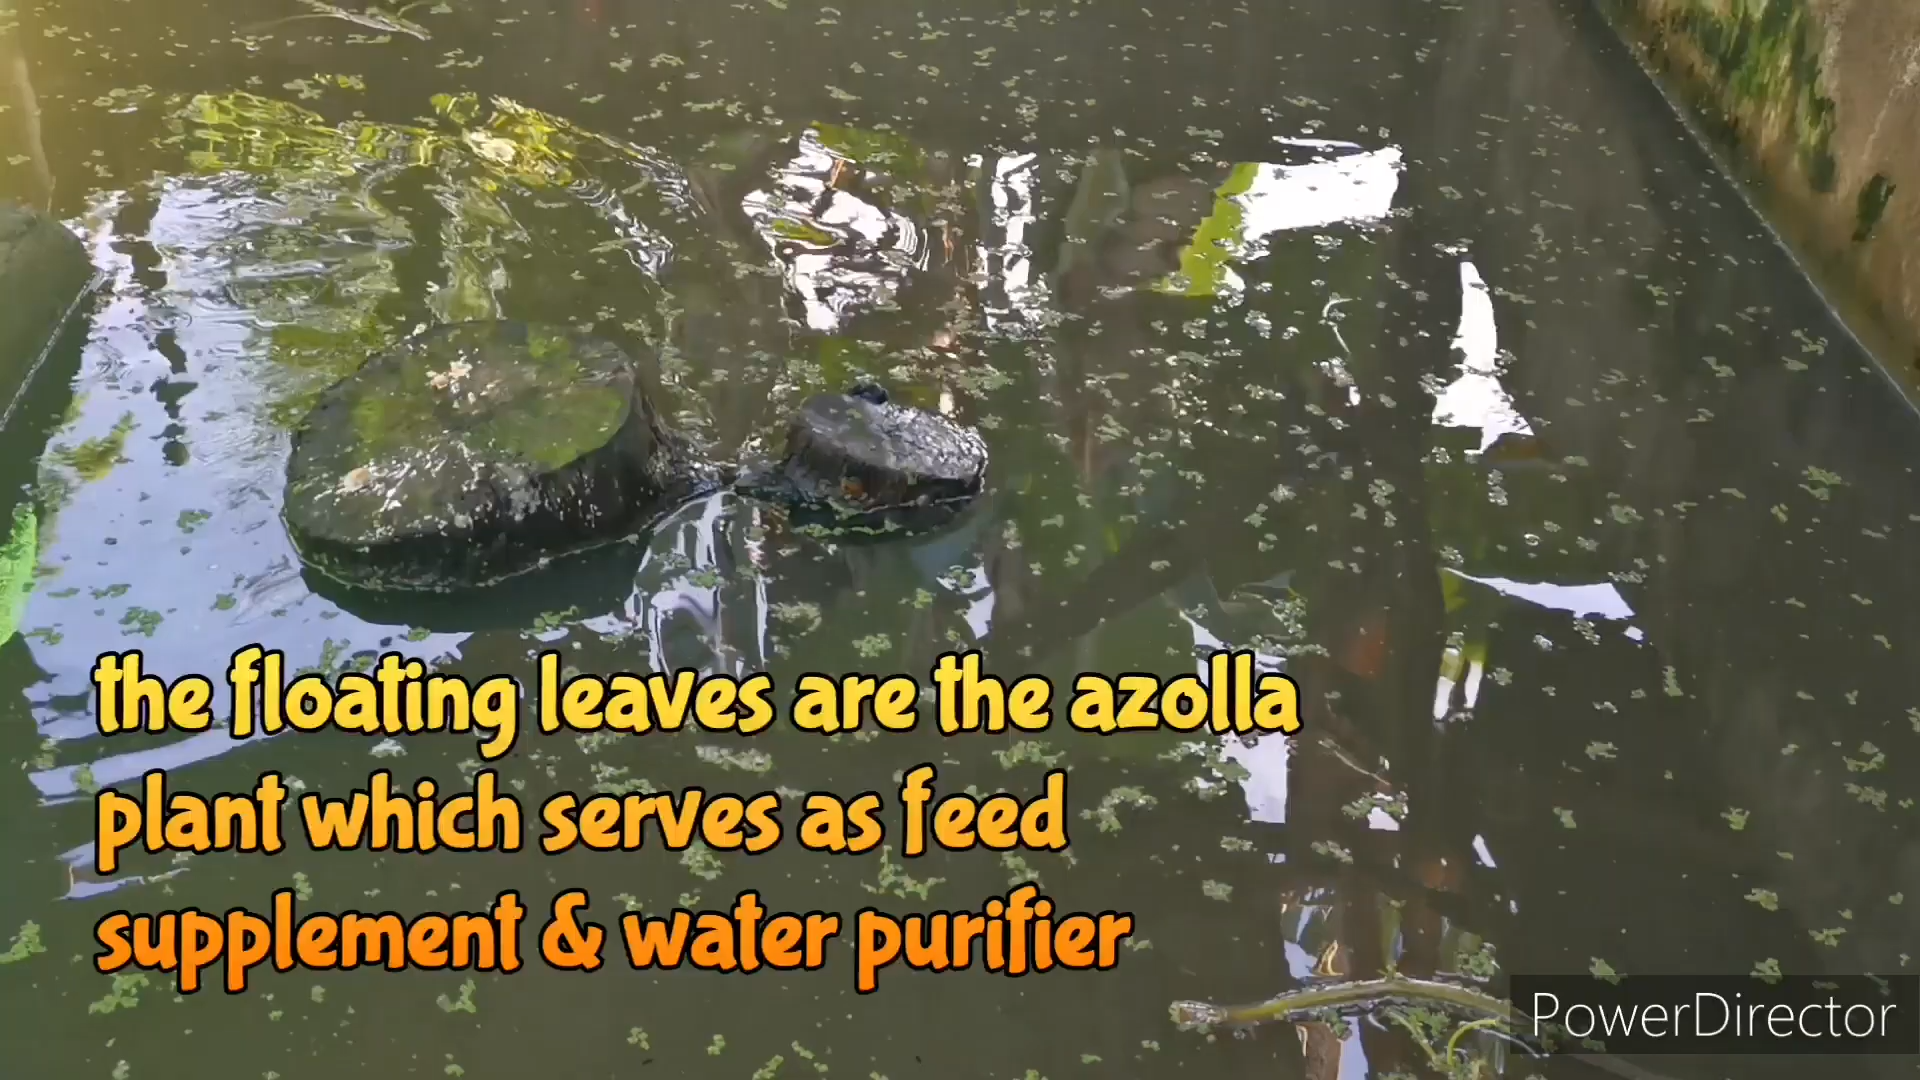 the floating leaves are the azolla
plant which serves as feed
supplement & water purifier
PowerDirector